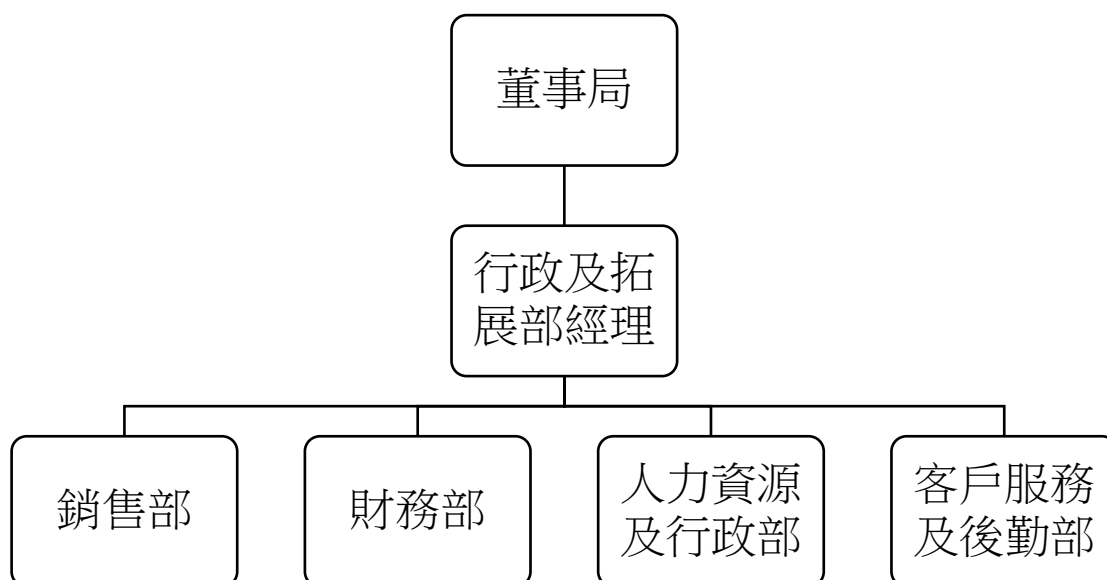 董事局
行政及拓
展部經理
銷售部
財務部
人力資源
及行政部
客戶服務
及後勤部